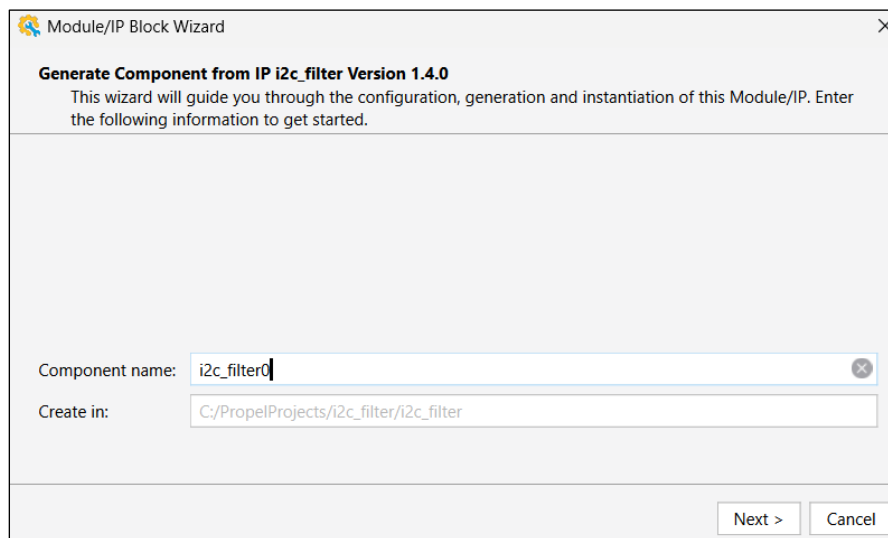 Module/IP Block Wizard
Generate Component from IP i2c_filter Version 1.4.0
This wizard will guide you through the configuration, generation and instantiation of this Module/IP. Enter
the following information to get started.
Component name: i2c_filter0
Create in: C:/PropelProjects/i2c_filter/i2c_filter
Next > Cancel